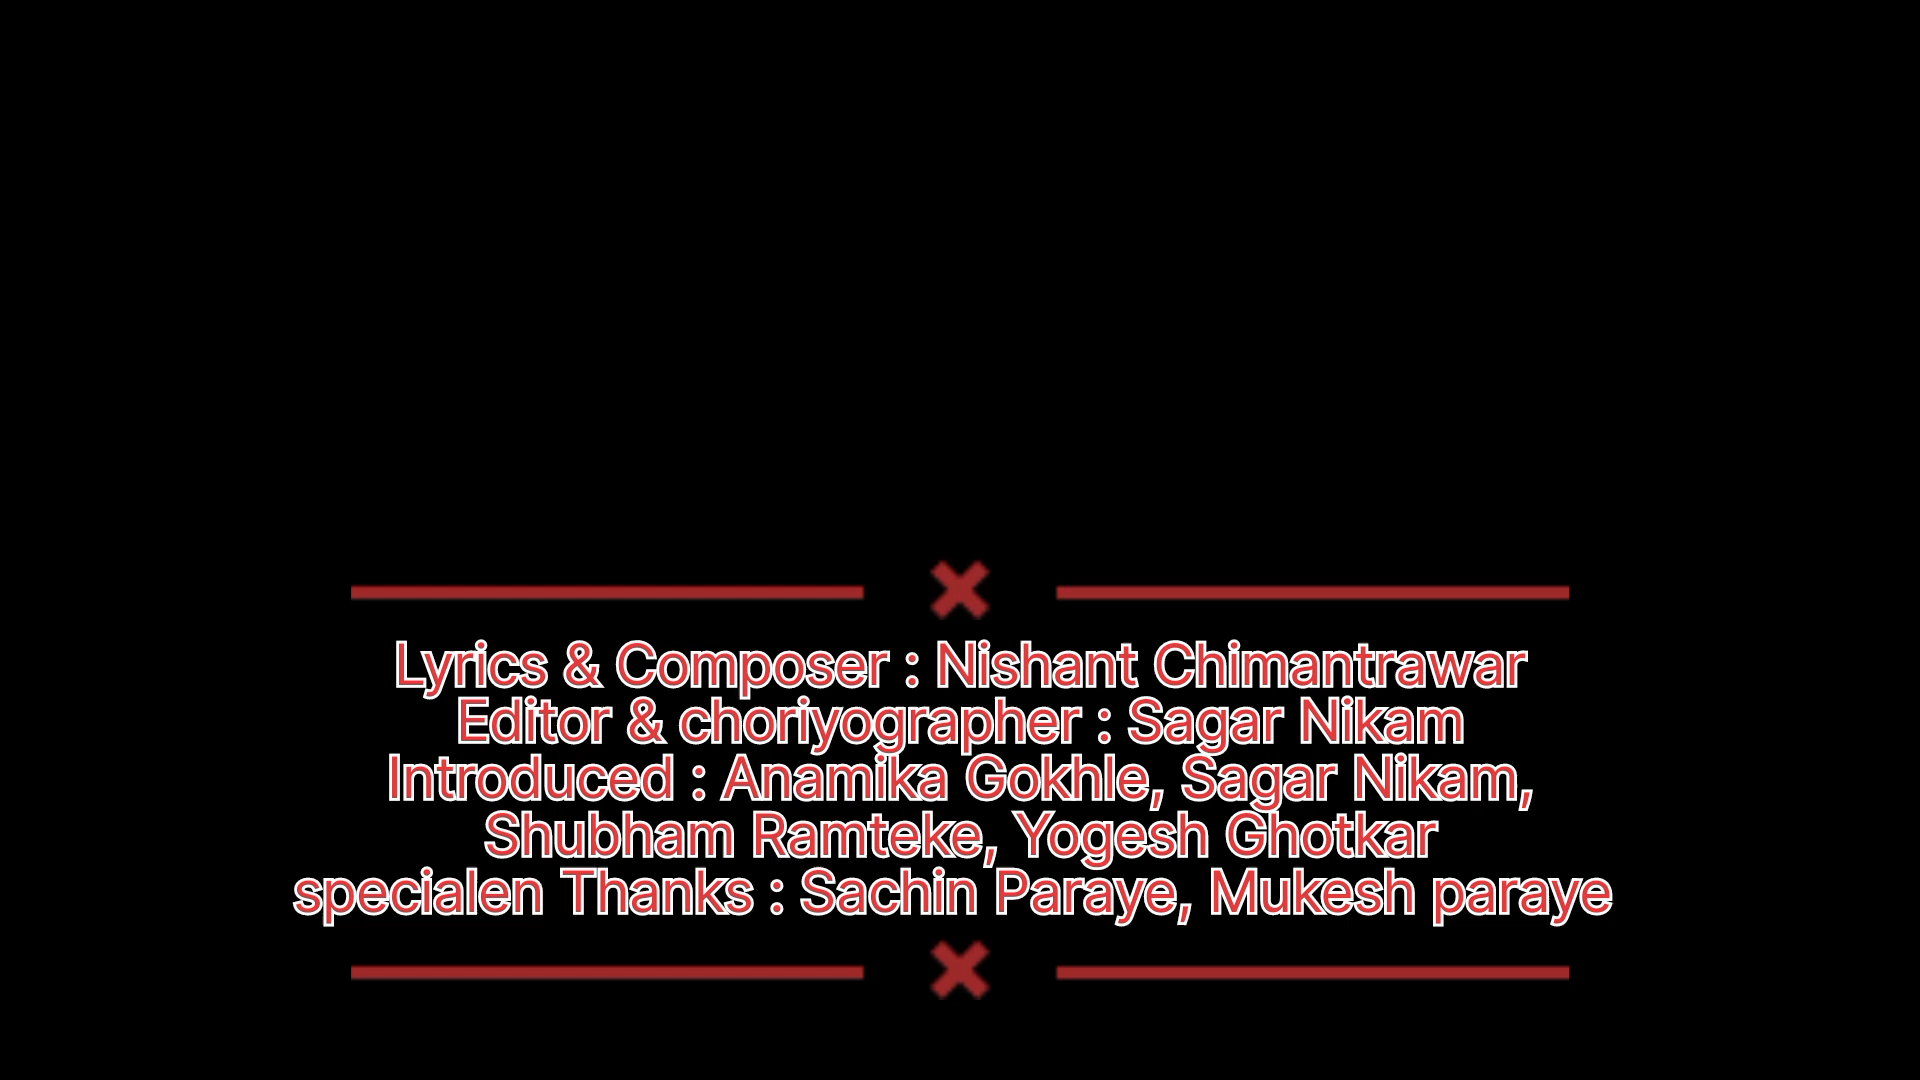 Lyrics & Composer : Nishant Chimantrawar
Editor & choriyographer : Sagar Nikam
Introduced : Anamika Gokhle, Sagar Nikam,
Shubham Ramteke, Yogesh Ghotkar
specialen Thanks : Sachin Paraye, Mukesh paraye